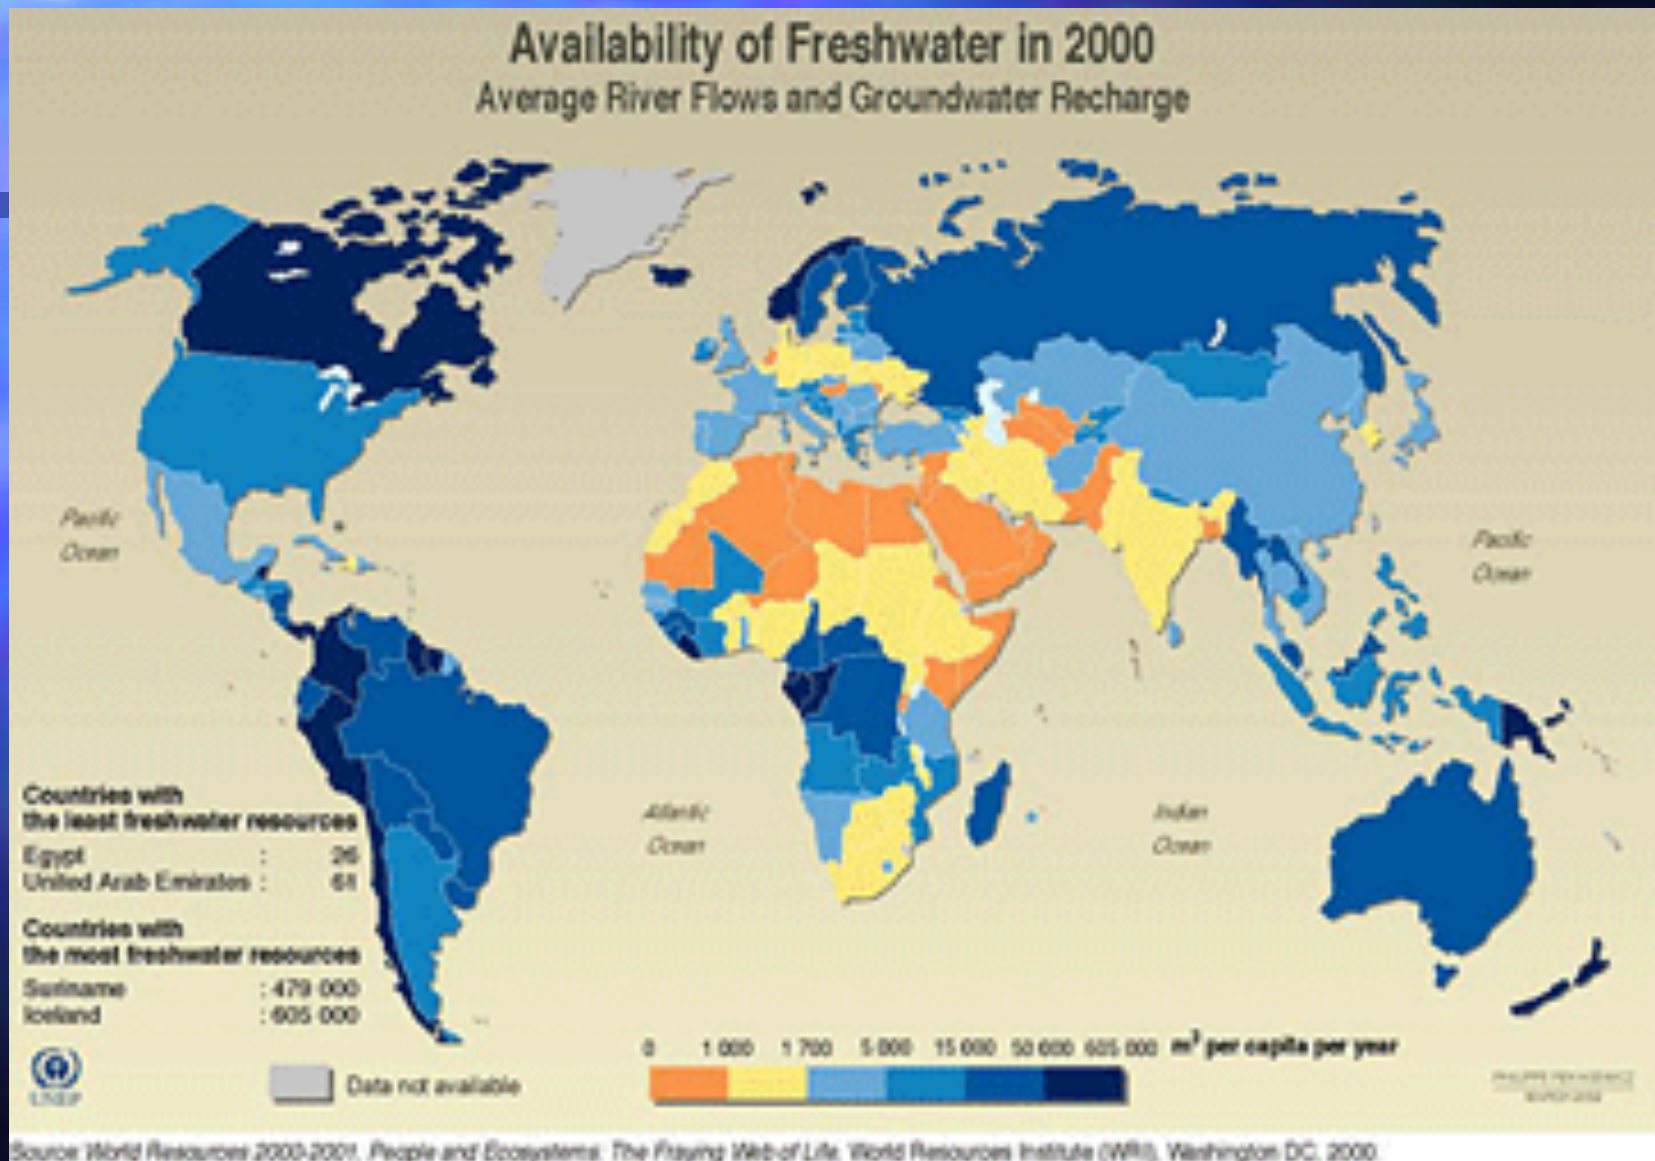 Availability of Freshwater in 2000
Average River Flows and Groundwater Recharge
Pacific
Ocean
Pacific
Ocean
Atlantic
Ocean
Indian
Ocean
Countries with
the least freshwater resources
Egypt : 26
United Arab Emirates : 61
Countries with
the most freshwater resources
Suriname : 479 000
Iceland : 605 000
0 1 000 1 700 5 000 15 000 50 000 605 000 m³ per capita per year
UNEP
Data not available
PHILIPPE REKACEWICZ
Source: World Resources 2000-2001, People and Ecosystems: The Fraying Web of Life, World Resources Institute (WRI), Washington DC, 2000.